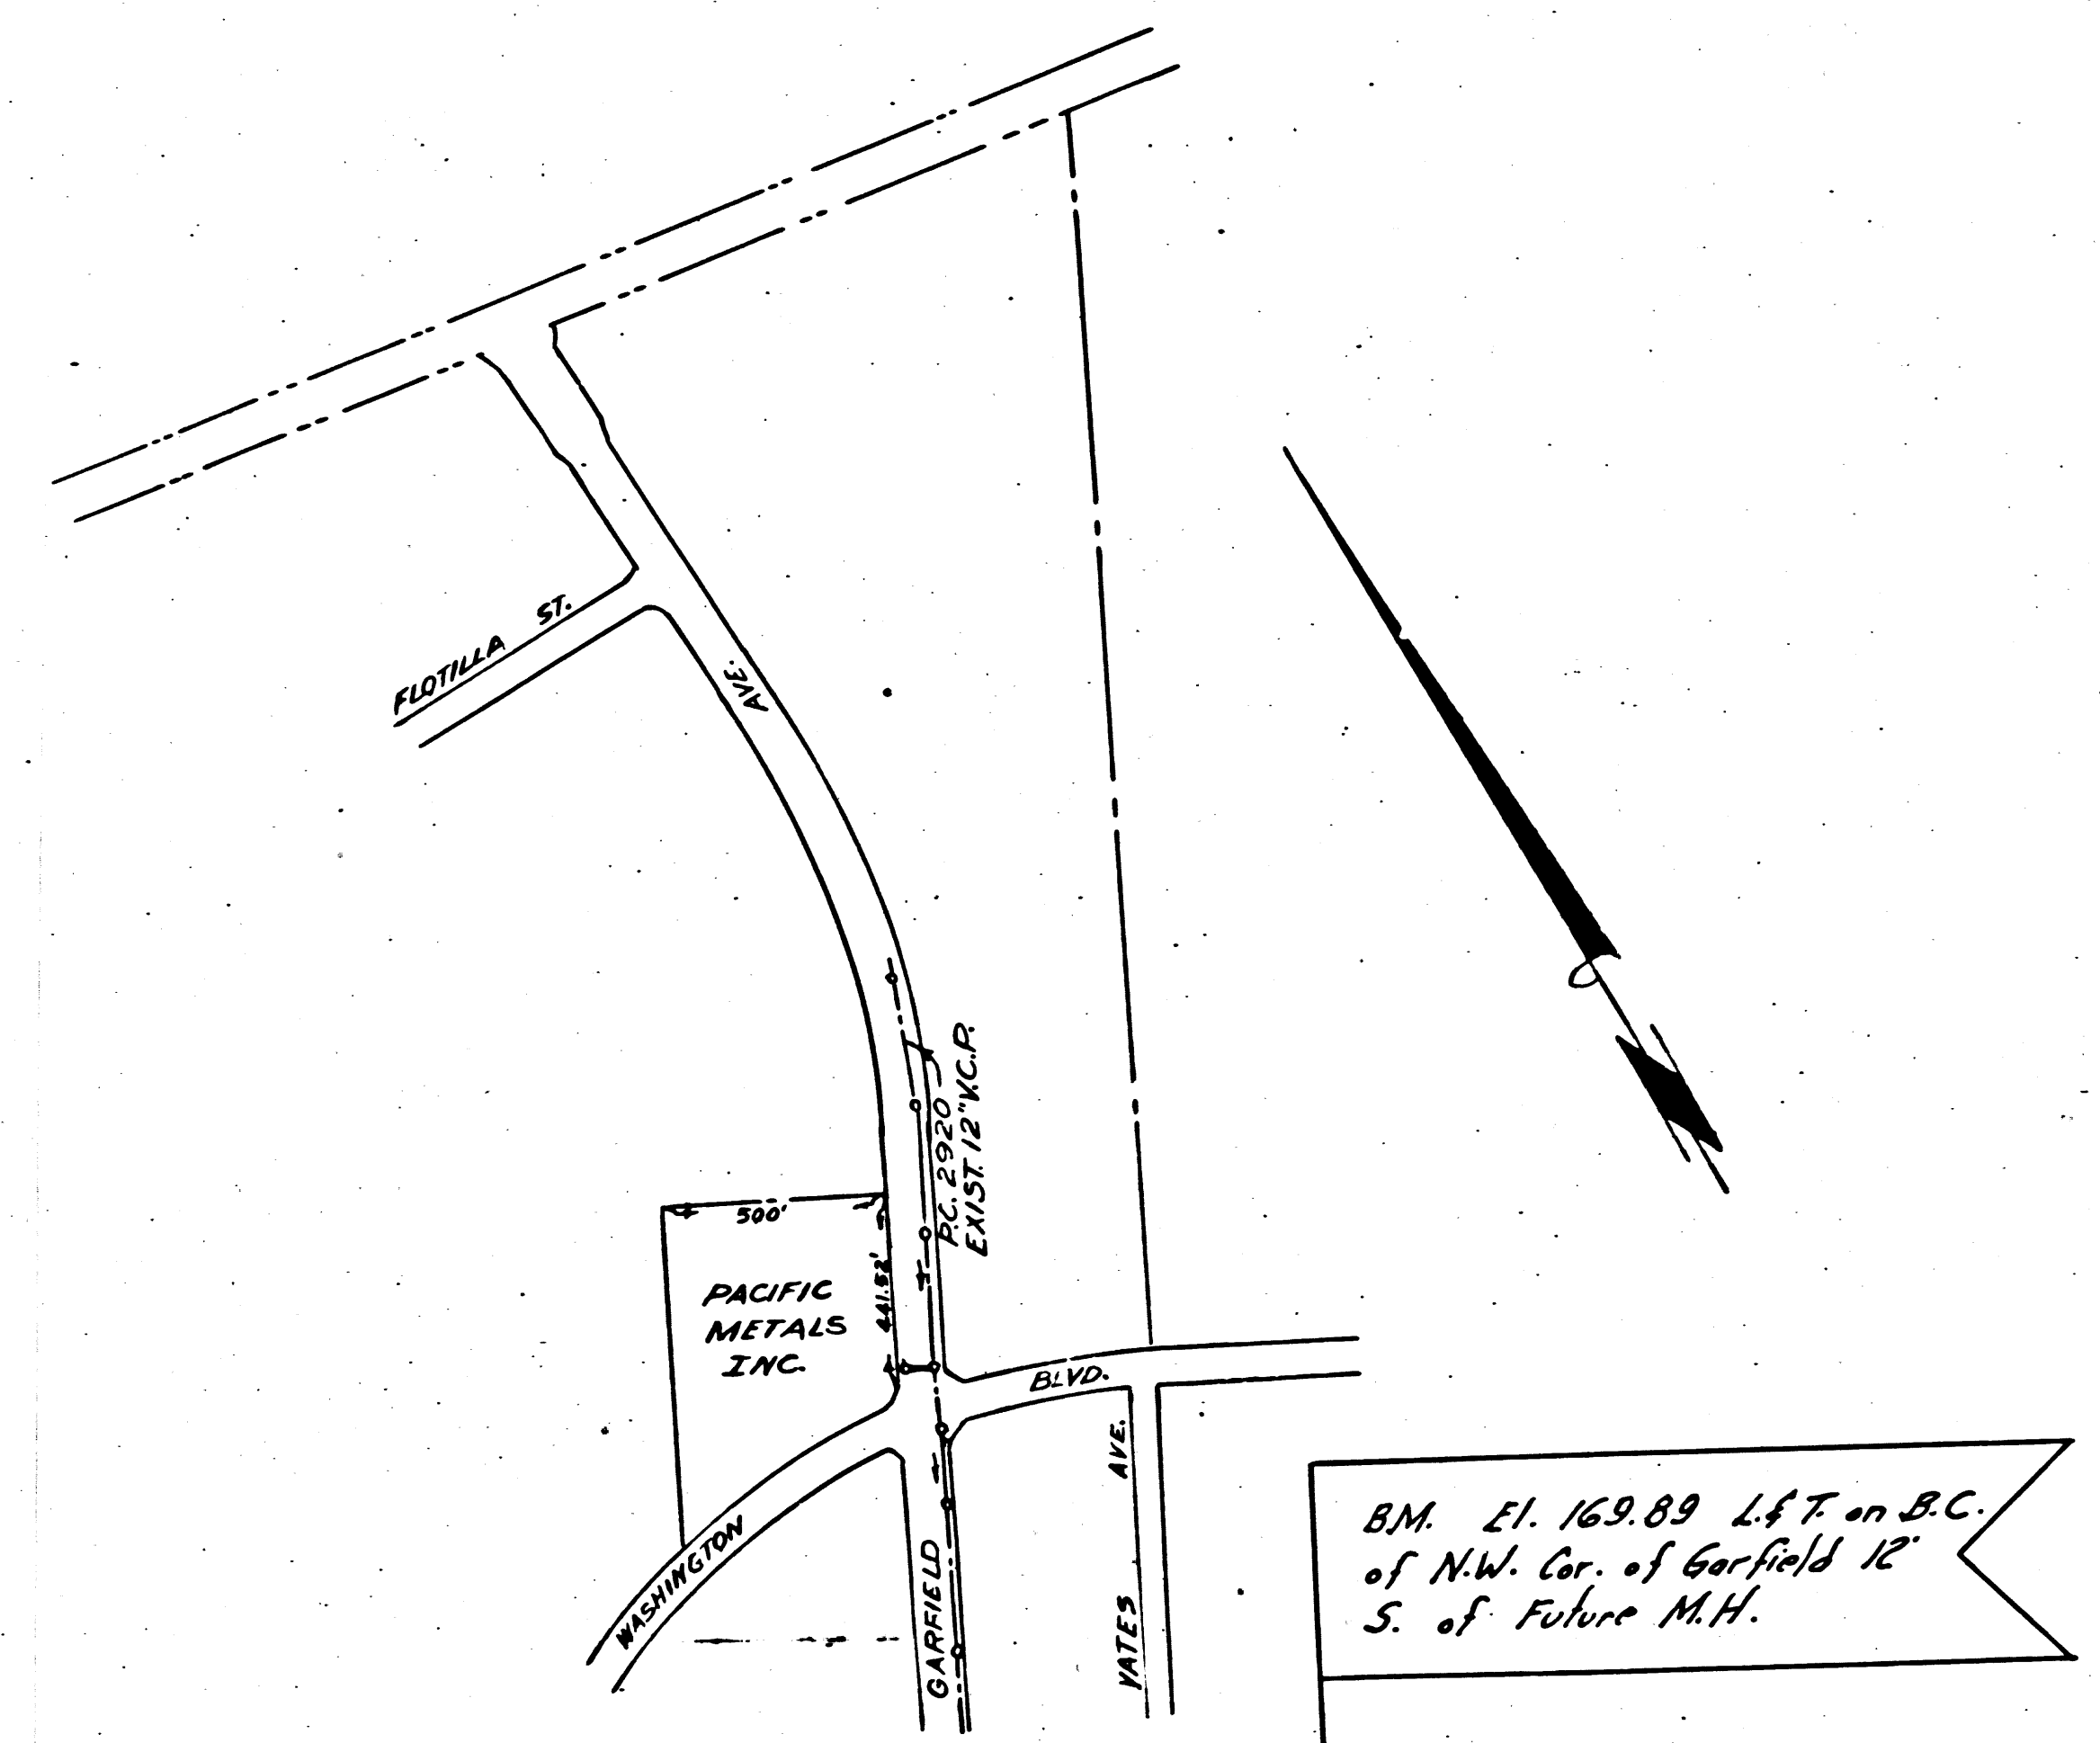 FLOTILLA ST.
AVE.
P.C. 2920
EXIST. 12" V.C.P.
500'
441.52'
PACIFIC
METALS
INC.
BLVD.
WASHINGTON
GARFIELD
YATES AVE.
B.M. El. 169.89 L.& T. on B.C.
of N.W. Cor. of Garfield 12'
S. of Future M.H.